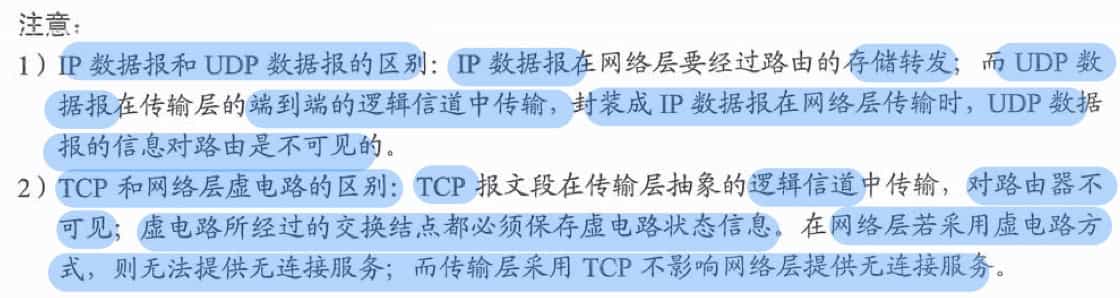 注意：
1）IP 数据报和 UDP 数据报的区别：IP 数据报在网络层要经过路由的存储转发；而 UDP 数
据报在传输层的端到端的逻辑信道中传输，封装成 IP 数据报在网络层传输时，UDP 数据
报的信息对路由是不可见的。
2）TCP 和网络层虚电路的区别：TCP 报文段在传输层抽象的逻辑信道中传输，对路由器不
可见；虚电路所经过的交换结点都必须保存虚电路状态信息。在网络层若采用虚电路方
式，则无法提供无连接服务；而传输层采用 TCP 不影响网络层提供无连接服务。